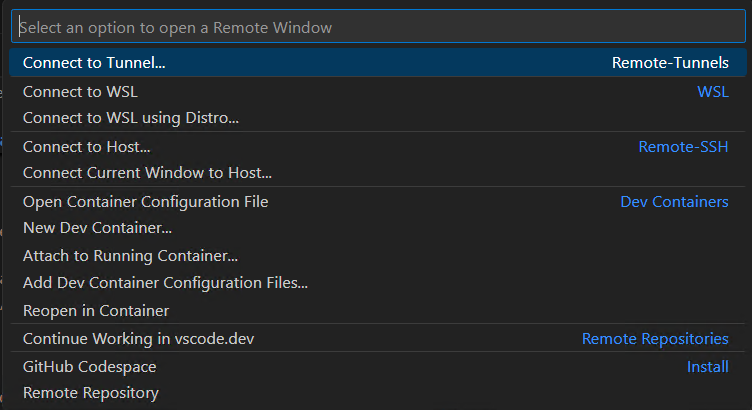 Select an option to open a Remote Window
Connect to Tunnel... Remote-Tunnels
Connect to WSL WSL
Connect to WSL using Distro...
Connect to Host... Remote-SSH
Connect Current Window to Host...
Open Container Configuration File Dev Containers
New Dev Container...
Attach to Running Container...
Add Dev Container Configuration Files...
Reopen in Container
Continue Working in vscode.dev Remote Repositories
GitHub Codespace Install
Remote Repository